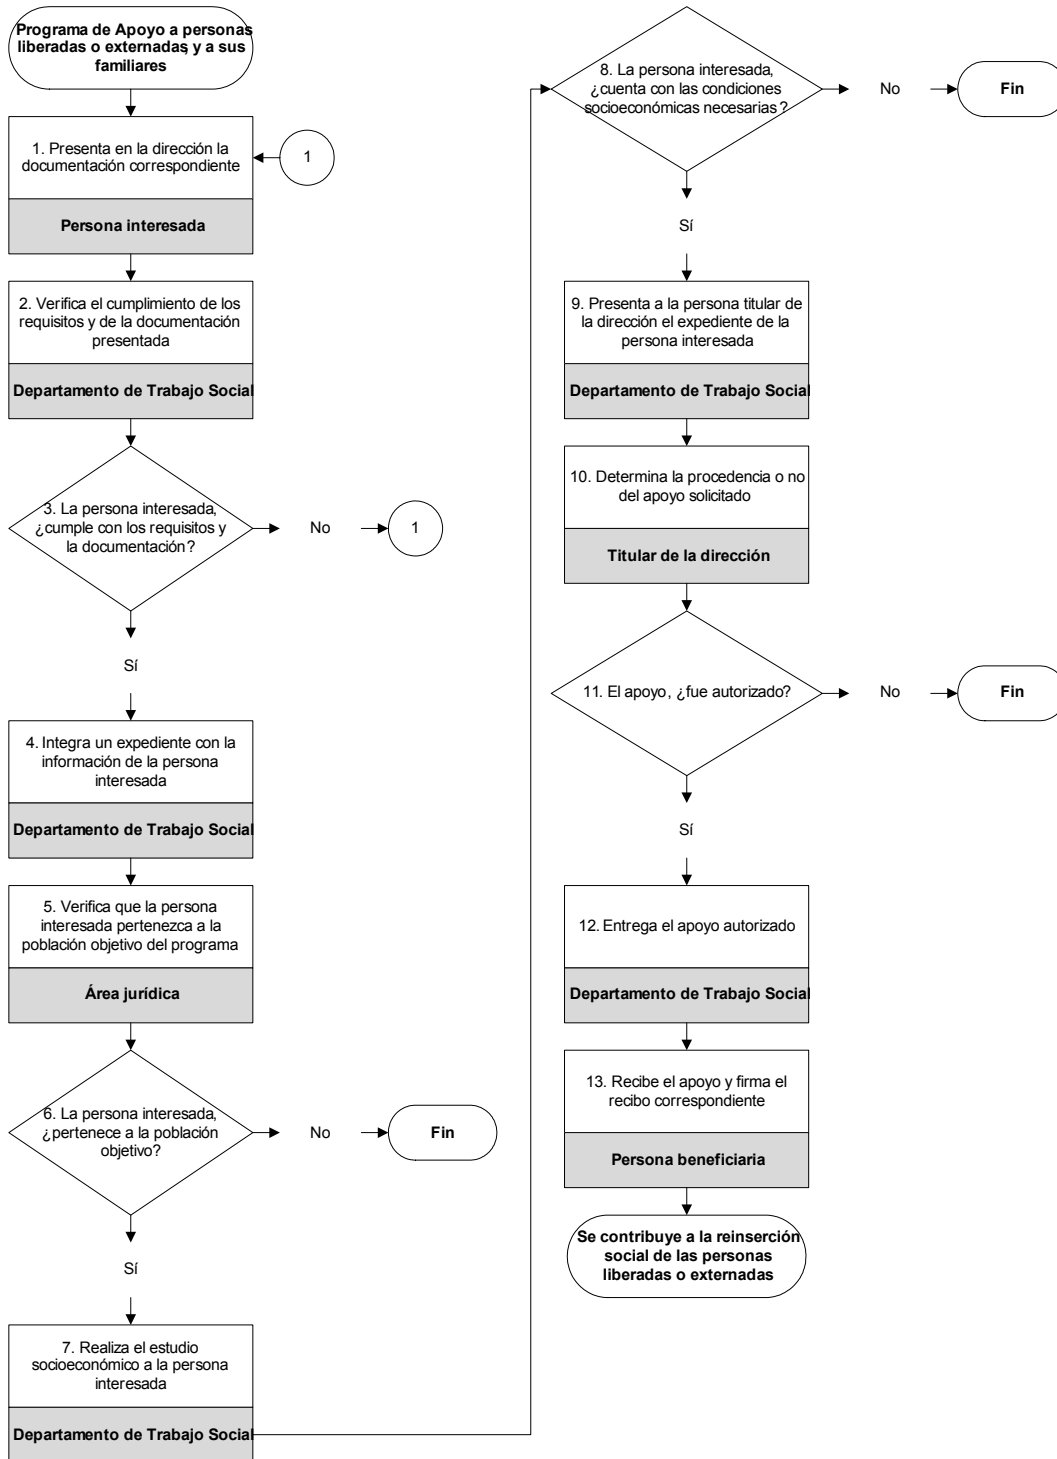 Programa de Apoyo a personas
liberadas o externadas, y a sus
familiares
1. Presenta en la dirección la
documentación correspondiente
1
Persona interesada
2. Verifica el cumplimiento de los
requisitos y de la documentación
presentada
Departamento de Trabajo Social
3. La persona interesada,
¿cumple con los requisitos y
la documentación?
No
1
Sí
4. Integra un expediente con la
información de la persona
interesada
Departamento de Trabajo Social
5. Verifica que la persona
interesada pertenezca a la
población objetivo del programa
Área jurídica
6. La persona interesada,
¿pertenece a la población
objetivo?
No
Fin
Sí
7. Realiza el estudio
socioeconómico a la persona
interesada
Departamento de Trabajo Social
8. La persona interesada,
¿cuenta con las condiciones
socioeconómicas necesarias?
No
Fin
Sí
9. Presenta a la persona titular de
la dirección el expediente de la
persona interesada
Departamento de Trabajo Social
10. Determina la procedencia o no
del apoyo solicitado
Titular de la dirección
11. El apoyo, ¿fue autorizado?
No
Fin
Sí
12. Entrega el apoyo autorizado
Departamento de Trabajo Social
13. Recibe el apoyo y firma el
recibo correspondiente
Persona beneficiaria
Se contribuye a la reinserción
social de las personas
liberadas o externadas